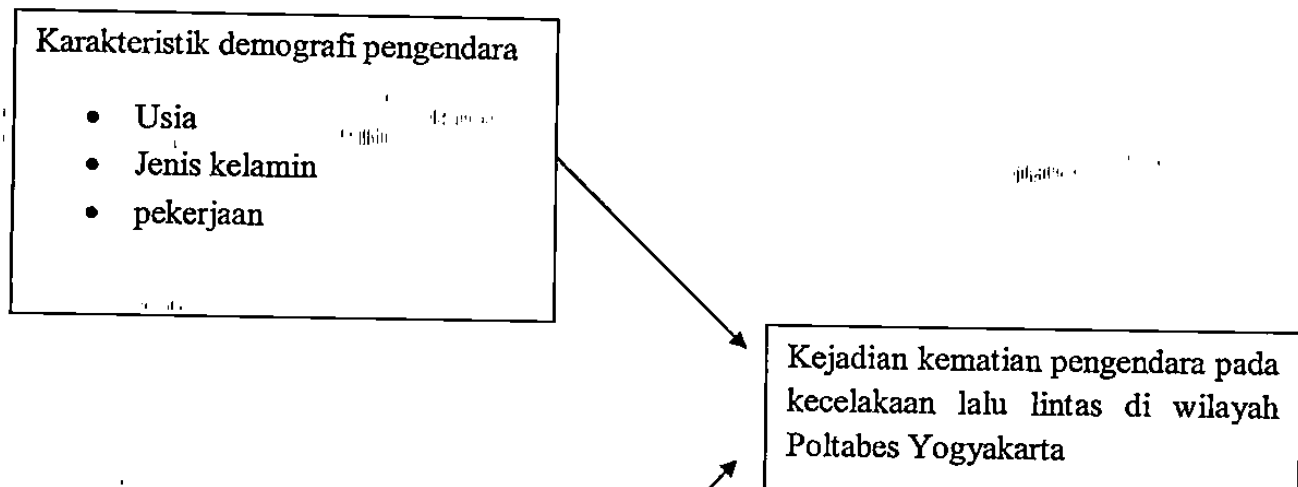 Karakteristik demografi pengendara
• Usia
• Jenis kelamin
• pekerjaan
Kejadian kematian pengendara pada
kecelakaan lalu lintas di wilayah
Poltabes Yogyakarta